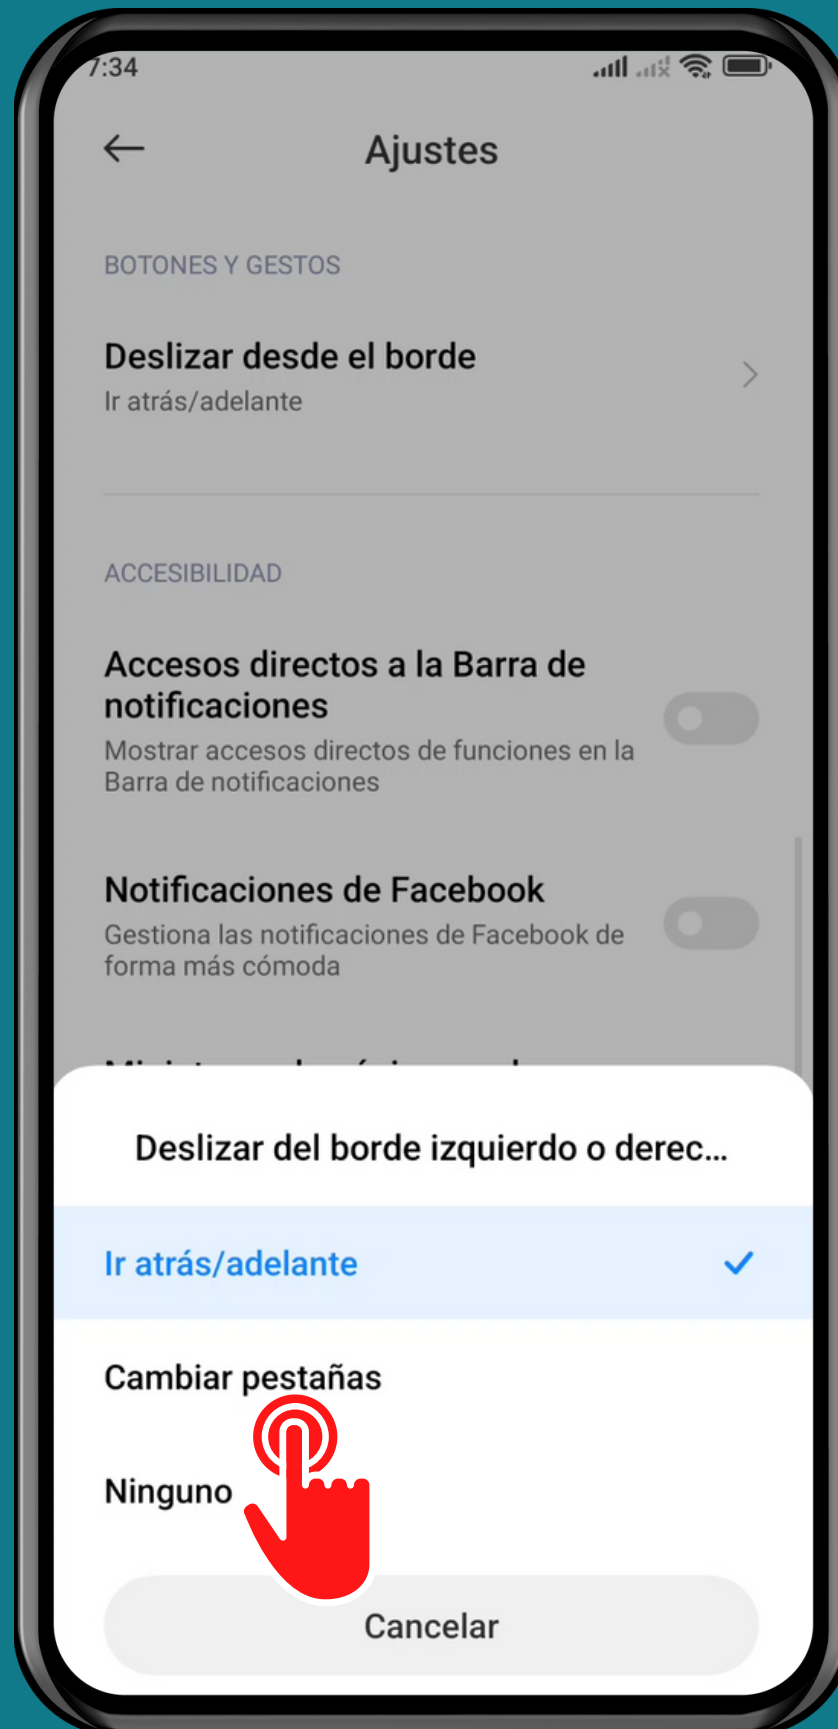 7:34
Ajustes
BOTONES Y GESTOS
Deslizar desde el borde
Ir atrás/adelante
ACCESIBILIDAD
Accesos directos a la Barra de
notificaciones
Mostrar accesos directos de funciones en la
Barra de notificaciones
Notificaciones de Facebook
Gestiona las notificaciones de Facebook de
forma más cómoda
Deslizar del borde izquierdo o derec...
Ir atrás/adelante
Cambiar pestañas
Ninguno
Cancelar